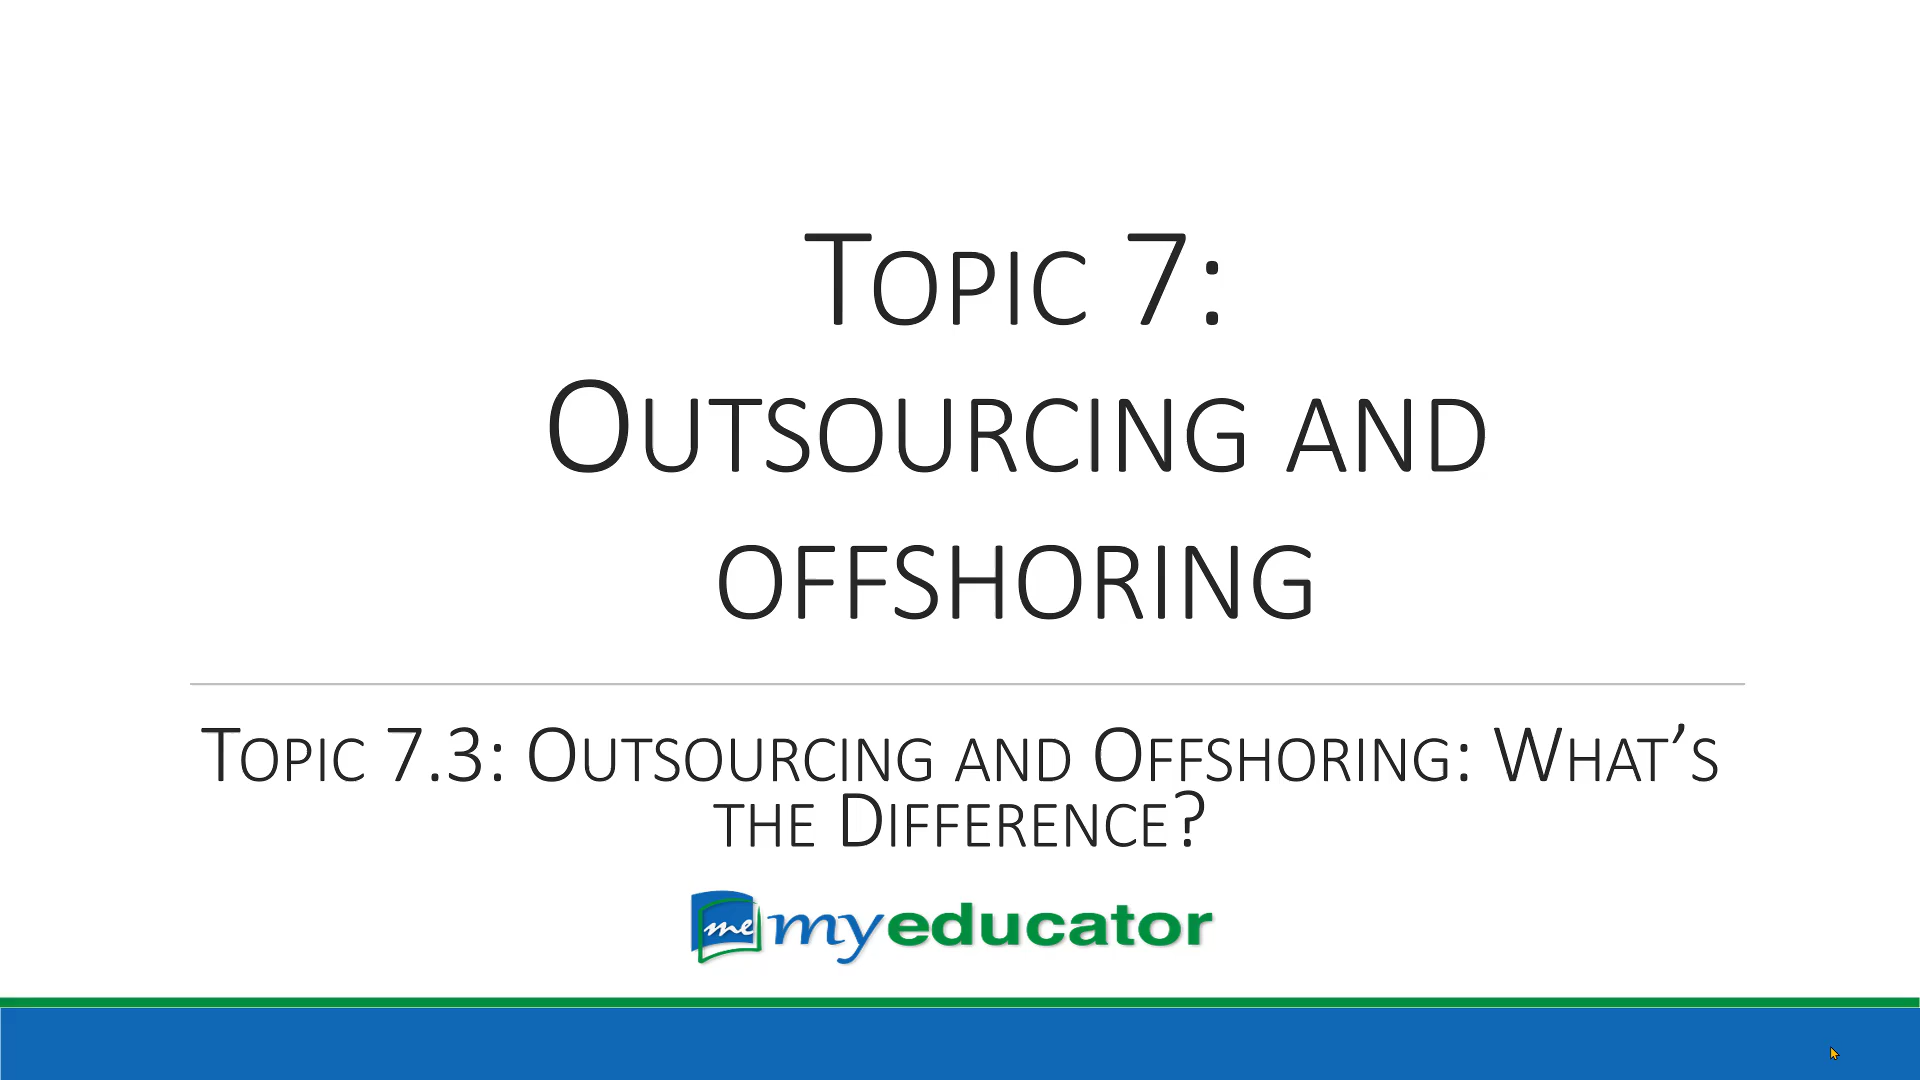 Topic 7:
Outsourcing and
offshoring
Topic 7.3: Outsourcing and Offshoring: What’s
the Difference?
me myeducator